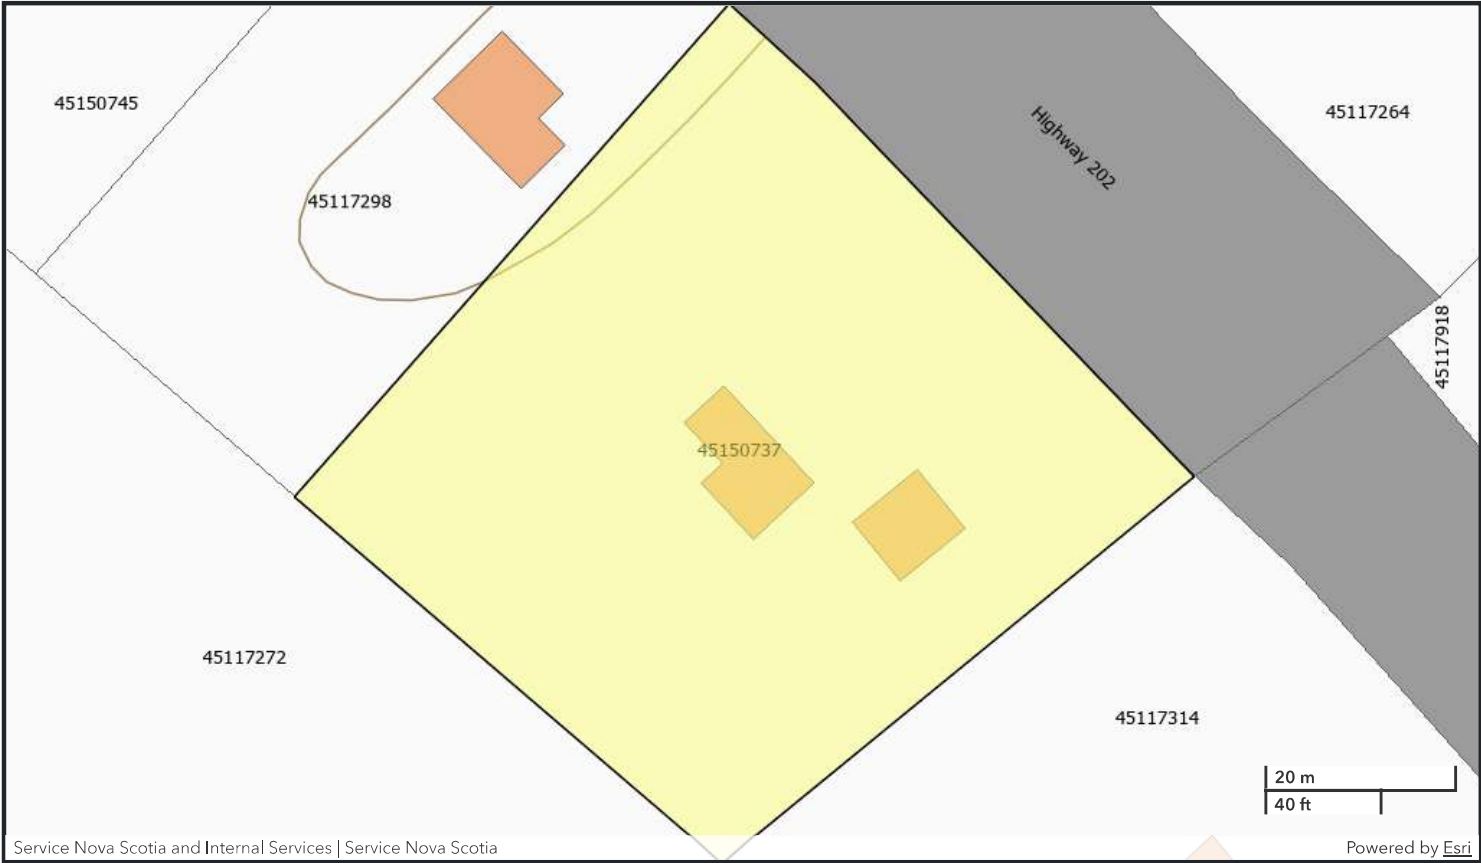 45150745
45117264
Highway 202
45117298
45117918
45150737
45117272
45117314
20 m
40 ft
Service Nova Scotia and Internal Services | Service Nova Scotia
Powered by Esri